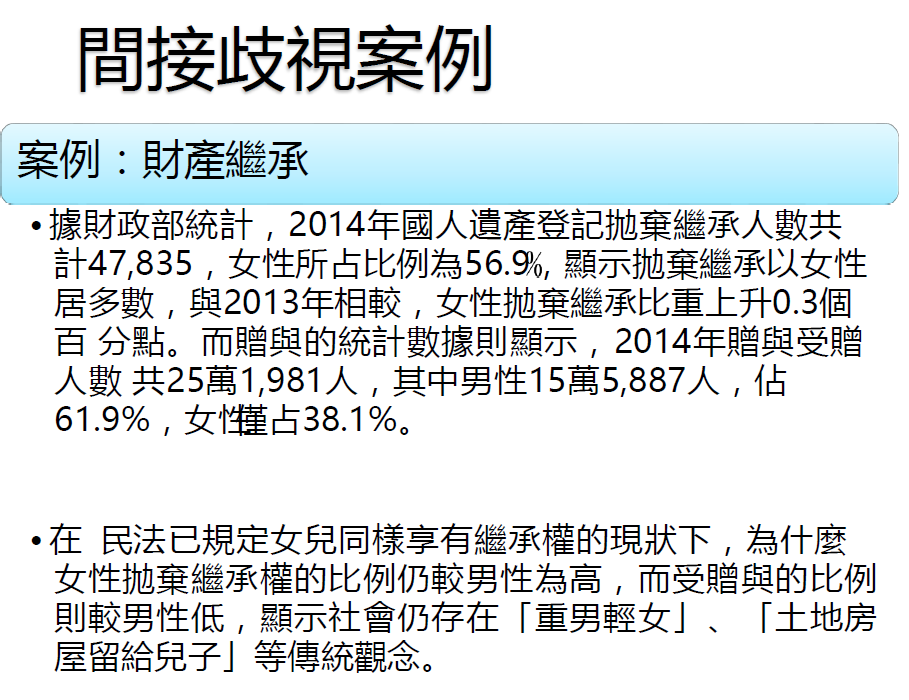 間接歧視案例
案例：財產繼承
•據財政部統計，2014年國人遺產登記拋棄繼承人數共
計47,835，女性所占比例為56.9%, 顯示拋棄繼承以女性
居多數，與2013年相較，女性拋棄繼承比重上升0.3個
百 分點。 而贈與的統計數據則顯示，2014年贈與受贈
人數 共25萬1,981人，其中男性15萬5,887人，佔
61.9%，女性僅占38.1%。
•在 民法已規定女兒同樣享有繼承權的現狀下，為什麼
女性拋棄繼承權的比例仍較男性為高，而受贈與的比例
則較男性低，顯示社會仍存在「重男輕女」、「土地房
屋留給兒子」等傳統觀念。